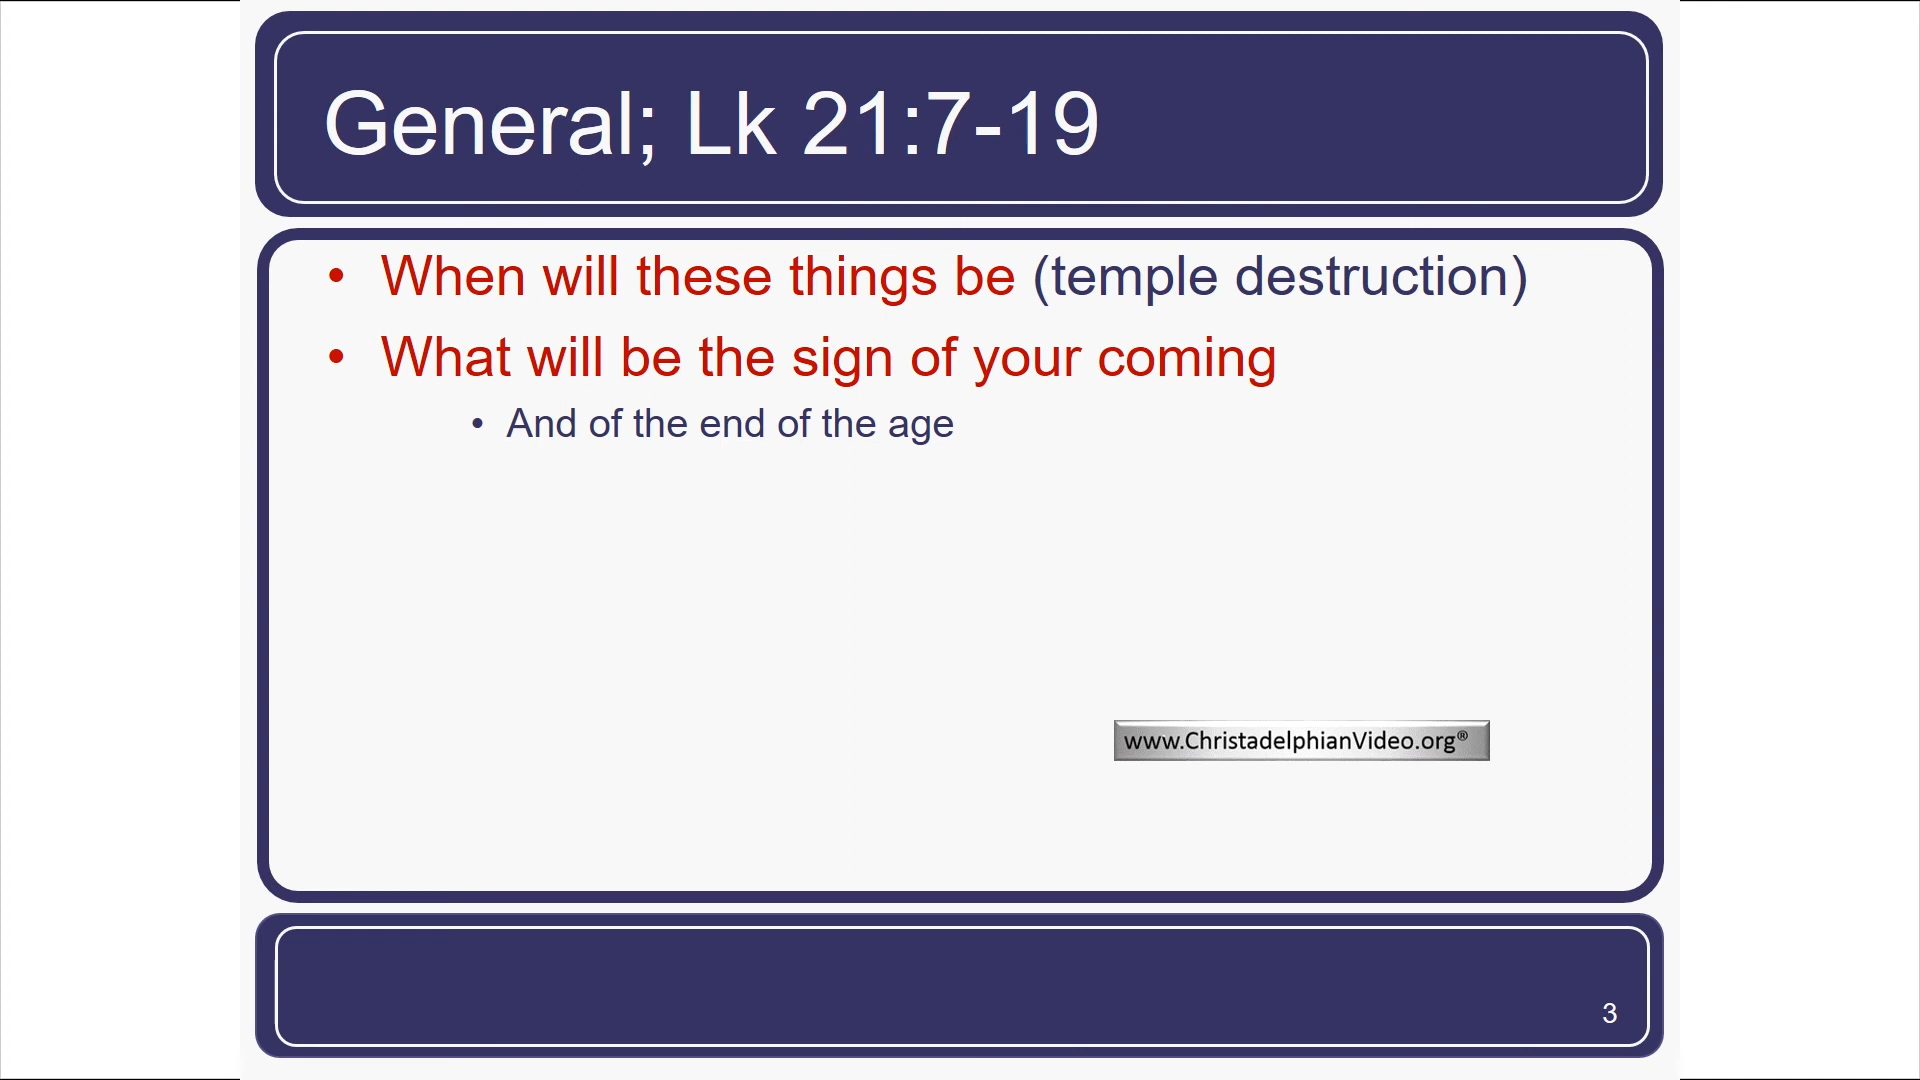 General; Lk 21:7-19
• When will these things be (temple destruction)
• What will be the sign of your coming
• And of the end of the age
www.ChristadelphianVideo.org®
3